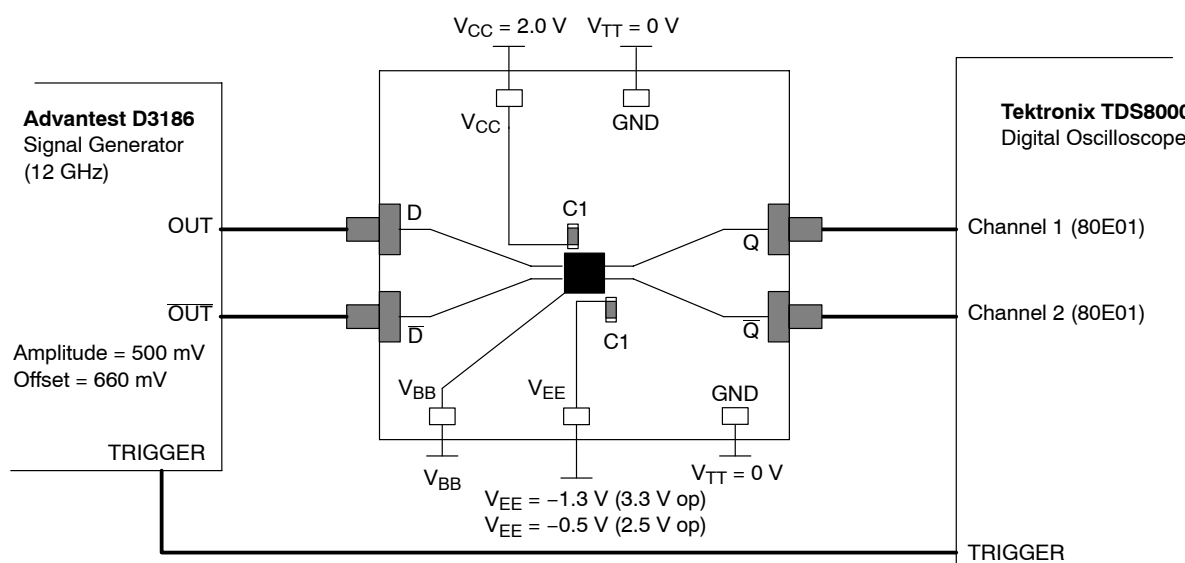 V_CC = 2.0 V
V_TT = 0 V
Advantest D3186
Signal Generator
(12 GHz)
OUT
O̅U̅T̅
Amplitude = 500 mV
Offset = 660 mV
TRIGGER
V_CC
GND
D
D̅
C1
C1
Q
Q̅
V_BB
V_EE
GND
V_BB
V_TT = 0 V
V_EE = −1.3 V (3.3 V op)
V_EE = −0.5 V (2.5 V op)
Tektronix TDS8000
Digital Oscilloscope
Channel 1 (80E01)
Channel 2 (80E01)
TRIGGER